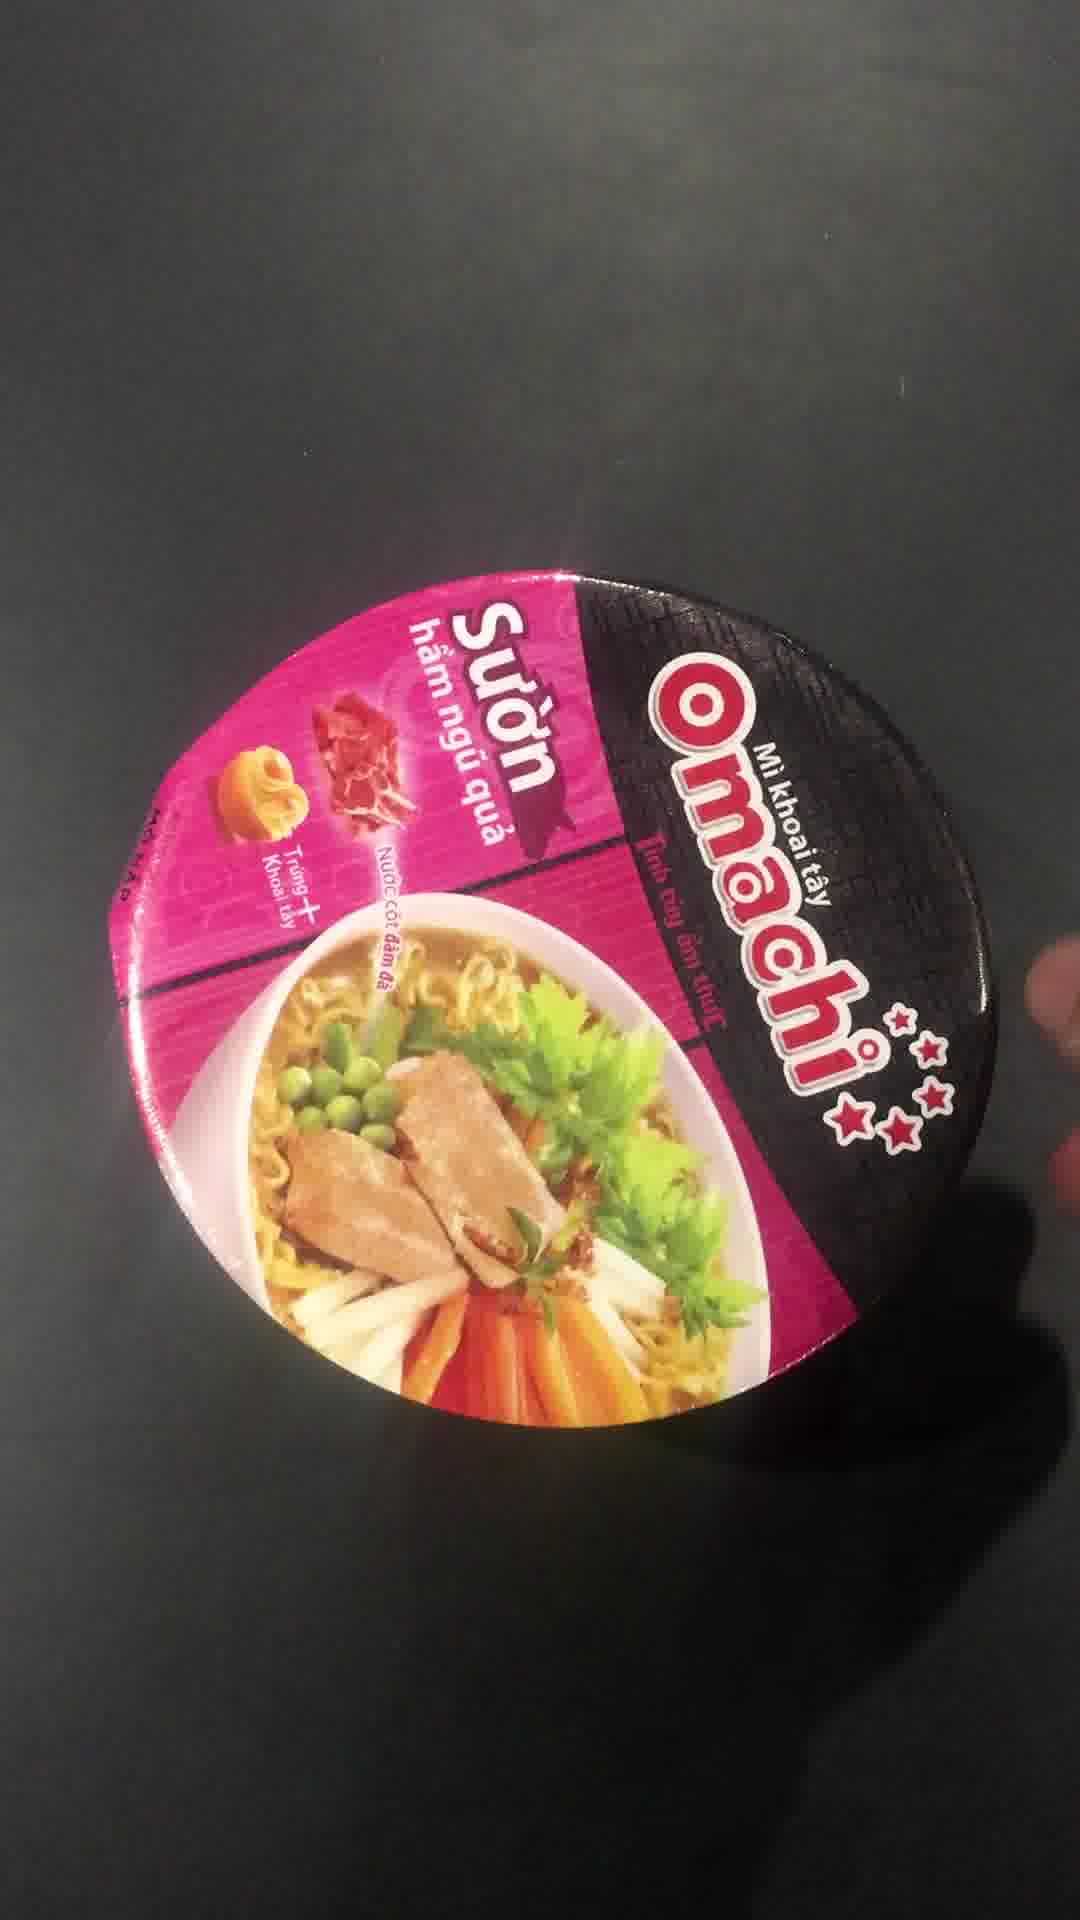 Mì khoai tây
Omachi
Tinh túy ẩm thực
Sườn
hầm ngũ quả
Nước cốt đậm đà
Trứng+
Khoai tây